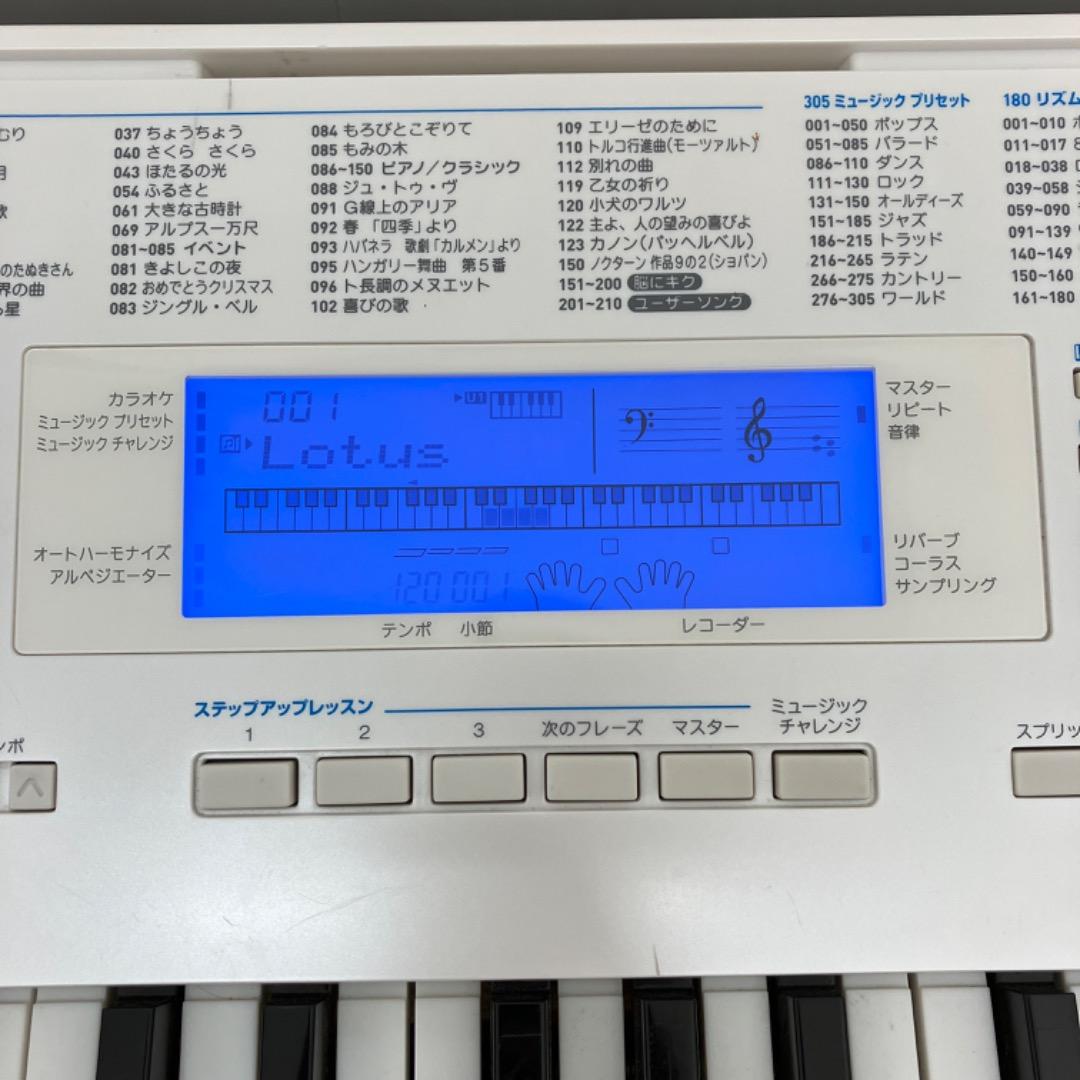 むり
037 ちょうちょう
040 さくら さくら
043 ほたるの光
054 ふるさと
061 大きな古時計
069 アルプス一万尺
081~085 イベント
081 きよしこの夜
082 おめでとうクリスマス
083 ジングル・ベル
のたぬきさん
界の曲
星
084 もろびとこぞりて
085 もみの木
086~150 ピアノ/クラシック
088 ジュ・トゥ・ヴ
091 G線上のアリア
092 春 「四季」より
093 ハバネラ 歌劇「カルメン」より
095 ハンガリー舞曲 第5番
096 ト長調のメヌエット
102 喜びの歌
109 エリーゼのために
110 トルコ行進曲(モーツァルト)
112 別れの曲
119 乙女の祈り
120 小犬のワルツ
122 主よ、人の望みの喜びよ
123 カノン(パッヘルベル)
150 ノクターン 作品9の2(ショパン)
151~200 脳にキク
201~210 ユーザーソング
305 ミュージック プリセット
001~050 ポップス
051~085 バラード
086~110 ダンス
111~130 ロック
131~150 オールディーズ
151~185 ジャズ
186~215 トラッド
216~265 ラテン
266~275 カントリー
276~305 ワールド
180 リズム
001~010
011~017
018~038
039~058
059~090
091~139
140~149
150~160
161~180
カラオケ
ミュージック プリセット
ミュージック チャレンジ
オートハーモナイズ
アルペジエーター
001
Lotus
120 001
テンポ 小節
レコーダー
マスター
リピート
音律
リバーブ
コーラス
サンプリング
ステップアップレッスン
1
2
3
次のフレーズ
マスター
ミュージック
チャレンジ
ンポ
スプリッ